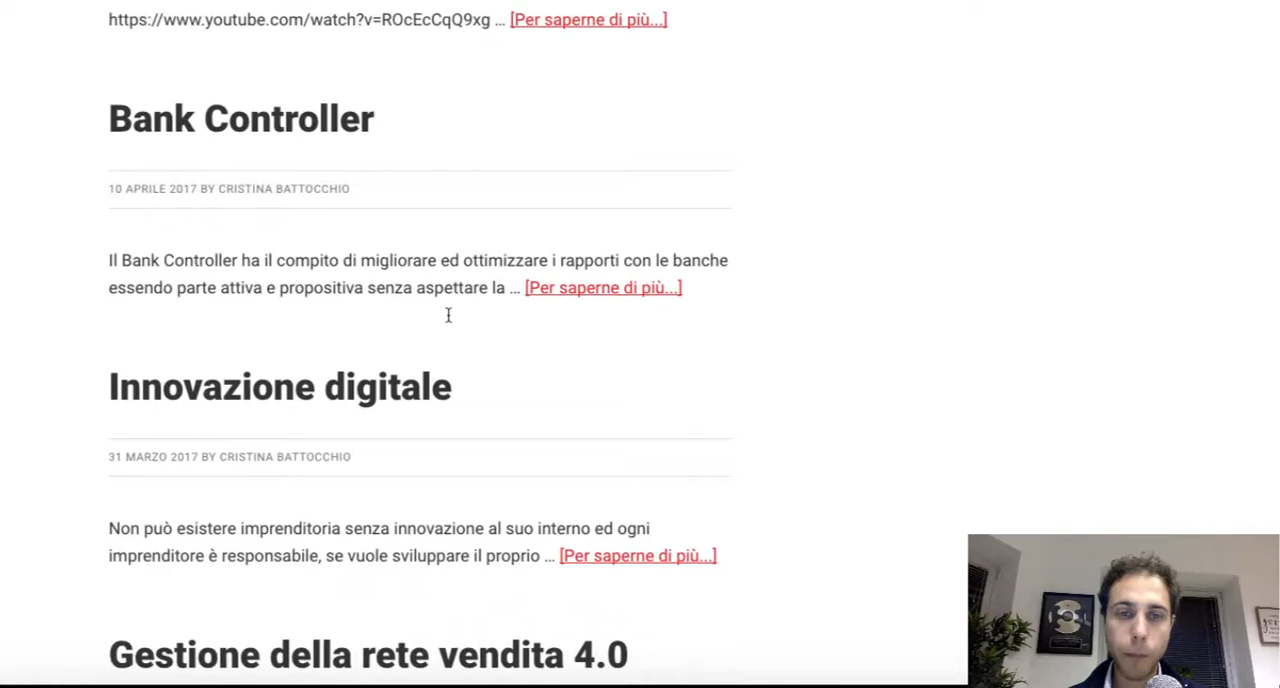 https://www.youtube.com/watch?v=ROcEcCqQ9xg ... [Per saperne di più...]
Bank Controller
10 APRILE 2017 BY CRISTINA BATTOCCHIO
Il Bank Controller ha il compito di migliorare ed ottimizzare i rapporti con le banche
essendo parte attiva e propositiva senza aspettare la ... [Per saperne di più...]
Innovazione digitale
31 MARZO 2017 BY CRISTINA BATTOCCHIO
Non può esistere imprenditoria senza innovazione al suo interno ed ogni
imprenditore è responsabile, se vuole sviluppare il proprio ... [Per saperne di più...]
Gestione della rete vendita 4.0